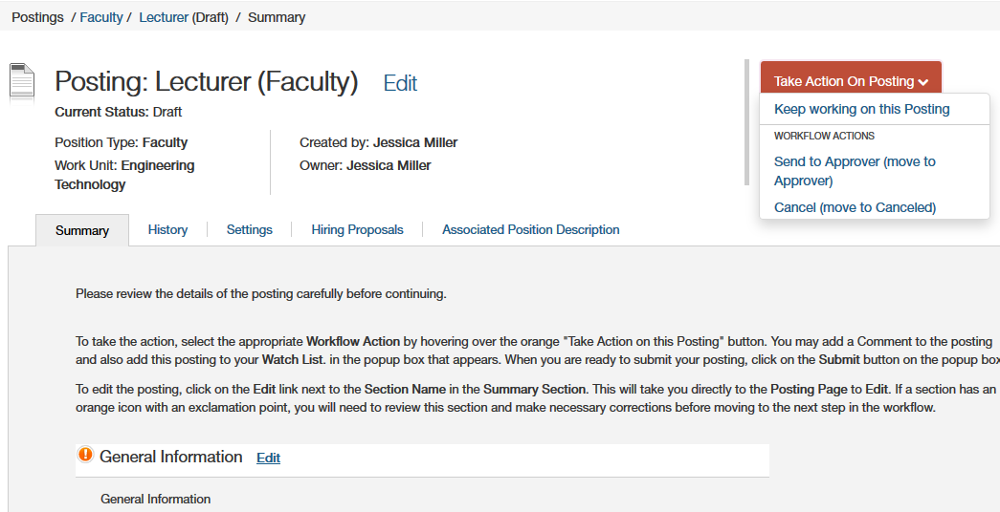 Postings / Faculty / Lecturer (Draft) / Summary
Posting: Lecturer (Faculty) Edit
Current Status: Draft
Position Type: Faculty
Work Unit: Engineering
Technology
Created by: Jessica Miller
Owner: Jessica Miller
Take Action On Posting
Keep working on this Posting
WORKFLOW ACTIONS
Send to Approver (move to
Approver)
Cancel (move to Canceled)
Summary History Settings Hiring Proposals Associated Position Description
Please review the details of the posting carefully before continuing.
To take the action, select the appropriate Workflow Action by hovering over the orange "Take Action on this Posting" button. You may add a Comment to the posting
and also add this posting to your Watch List. in the popup box that appears. When you are ready to submit your posting, click on the Submit button on the popup box
To edit the posting, click on the Edit link next to the Section Name in the Summary Section. This will take you directly to the Posting Page to Edit. If a section has an
orange icon with an exclamation point, you will need to review this section and make necessary corrections before moving to the next step in the workflow.
General Information Edit
General Information